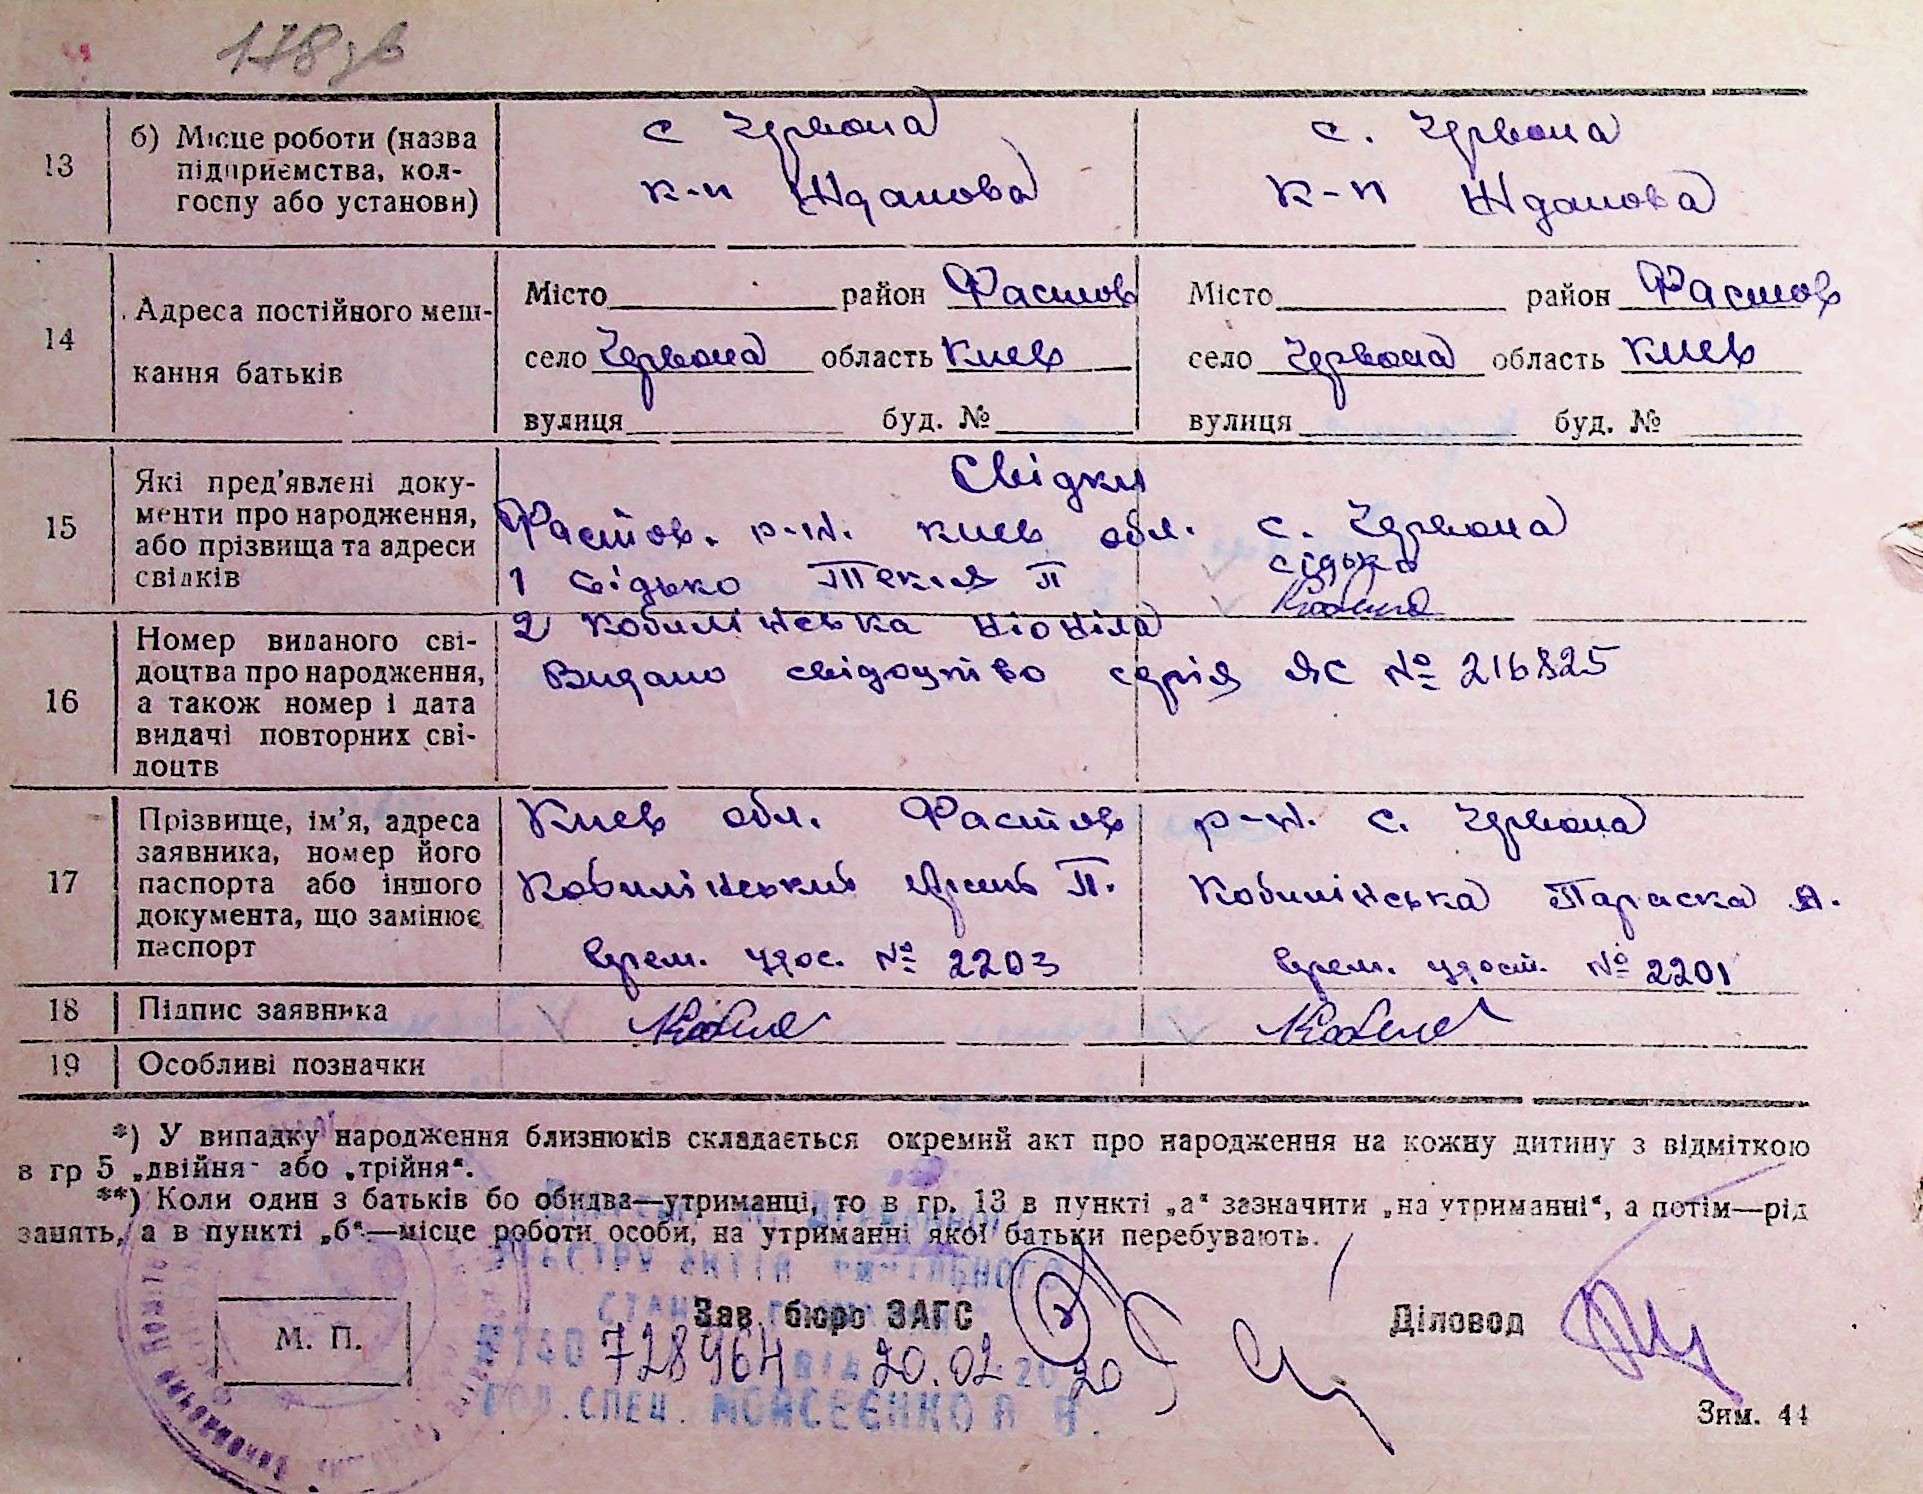 178зв
13
б) Місце роботи (назва
підприємства, кол-
госпу або установи)
с Червона
к-п Жданова
с. Червона
к-п Жданова
14
Адреса постійного меш-
кання батьків
Місто район Фастов
село Червона область Киев
вулиця буд. №
Місто район Фастов
село Червона область Киев
вулиця буд. №
15
Які пред'явлені доку-
менти про народження,
або прізвища та адреси
свідків
Свідки
Фастов. р-н. Киев обл. с. Червона
1 Сідько Текля П сідько
2 Кобилінська Ніоніла
16
Номер виданого сві-
доцтва про народження,
а також номер і дата
видачі повторних сві-
доцтв
Видано свідоцтво серія ЯС № 216825
17
Прізвище, ім'я, адреса
заявника, номер його
паспорта або іншого
документа, що замінює
паспорт
Киев обл. Фастов р-н. с. Червона
Кобилінський П. Кобилінська Параска Я.
врем. удос. № 2203 врем. удост. № 2201
18
Підпис заявника
19
Особливі позначки
*) У випадку народження близнюків складається окремий акт про народження на кожну дитину з відміткою
в гр 5 „двійня" або „трійня".
**) Коли один з батьків бо обидва—утриманці, то в гр. 13 в пункті „а" зазначити „на утриманні", а потім—рід
занять, а в пункті „б"—місце роботи особи, на утриманні якої батьки перебувають.
М. П.
Зав. бюро ЗАГС
Діловод
728964 від 20.02 2020
ГОЛ.СПЕЦ. МОЙСЕЄНКО
Зим. 44